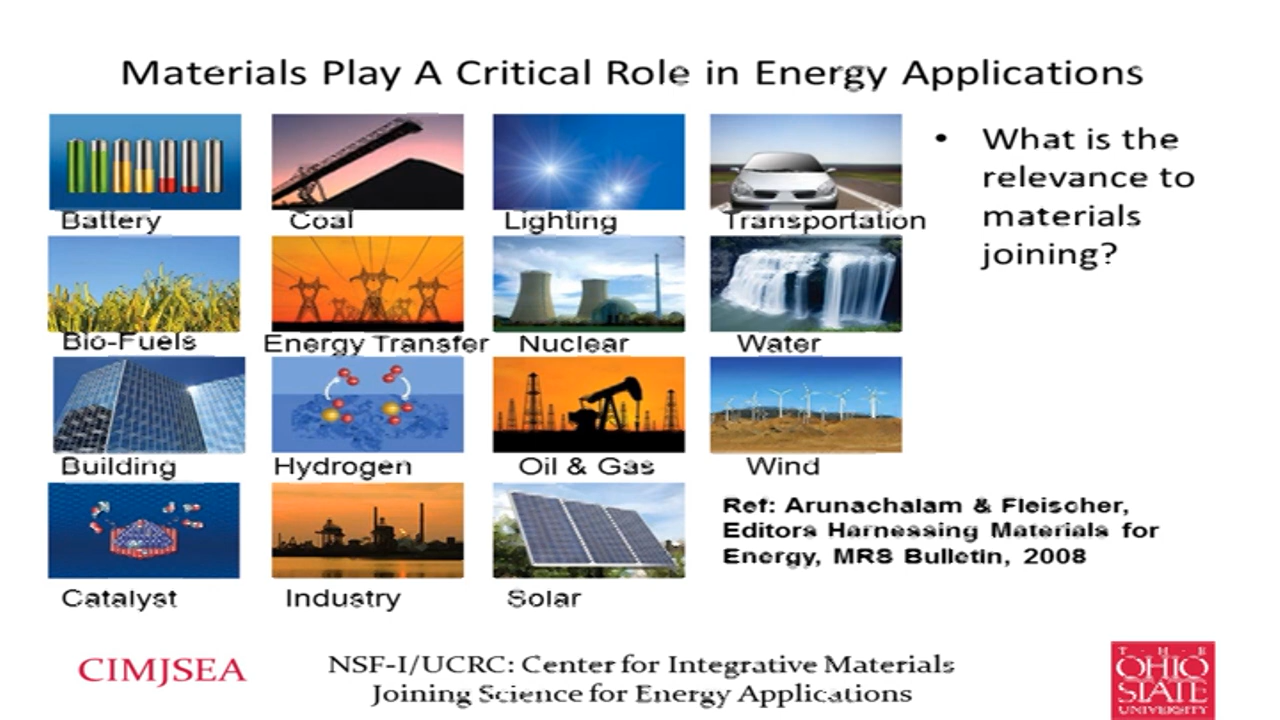 Materials Play A Critical Role in Energy Applications
Battery
Coal
Lighting
Transportation
Bio-Fuels
Energy Transfer
Nuclear
Water
Building
Hydrogen
Oil & Gas
Wind
Catalyst
Industry
Solar
• What is the
relevance to
materials
joining?
Ref: Arunachalam & Fleischer,
Editors Harnessing Materials for
Energy, MRS Bulletin, 2008
CIMJSEA
NSF-I/UCRC: Center for Integrative Materials
Joining Science for Energy Applications
THE
OHIO
STATE
UNIVERSITY